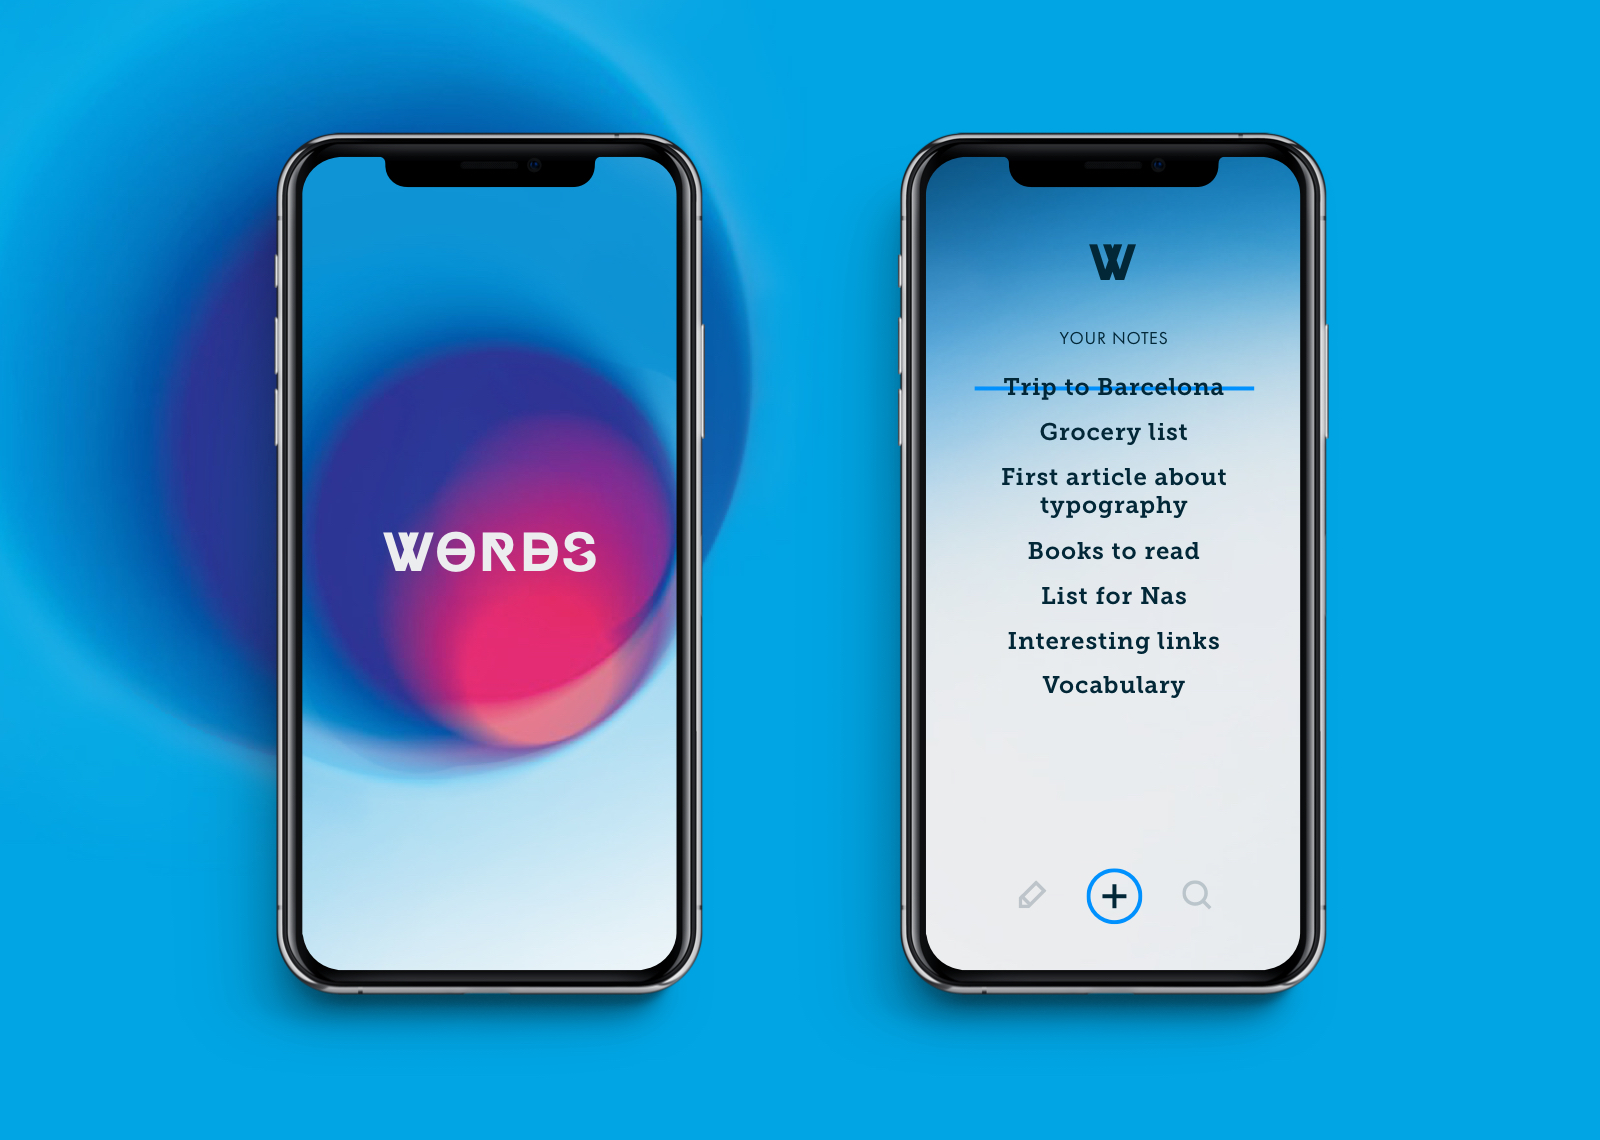 WORDS
W
YOUR NOTES
Trip to Barcelona
Grocery list
First article about
typography
Books to read
List for Nas
Interesting links
Vocabulary